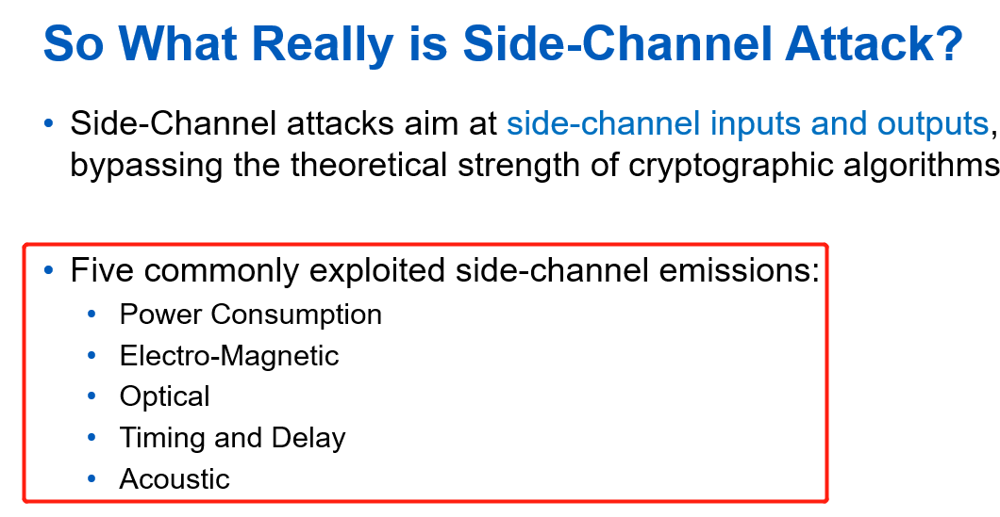 So What Really is Side-Channel Attack?
• Side-Channel attacks aim at side-channel inputs and outputs,
bypassing the theoretical strength of cryptographic algorithms
• Five commonly exploited side-channel emissions:
• Power Consumption
• Electro-Magnetic
• Optical
• Timing and Delay
• Acoustic